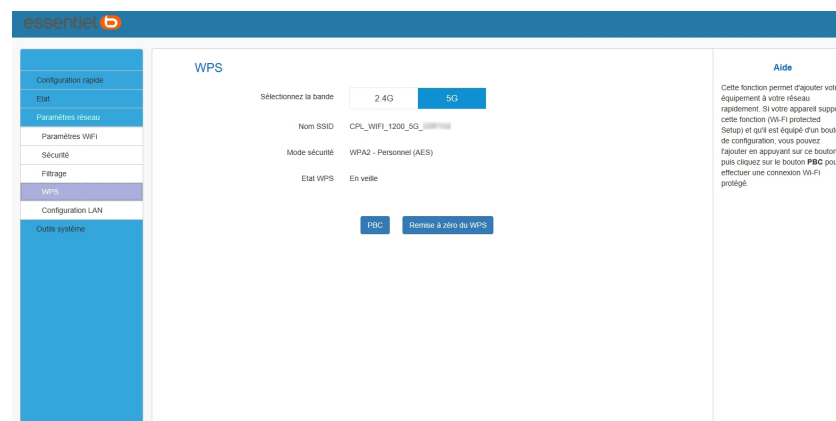 essentiel b
Configuration rapide
Etat
Paramètres réseau
Paramètres WiFi
Sécurité
Filtrage
WPS
Configuration LAN
Outils système
WPS
Sélectionnez la bande 2.4G 5G
Nom SSID CPL_WIFI_1200_5G_
Mode sécurité WPA2 - Personnel (AES)
Etat WPS En veille
PBC Remise à zéro du WPS
Aide
Cette fonction permet d'ajouter votr
équipement à votre réseau
rapidement. Si votre appareil suppo
cette fonction (Wi-Fi protected
Setup) et qu'il est équipé d'un bout
de configuration, vous pouvez
l'ajouter en appuyant sur ce bouton
puis cliquez sur le bouton PBC pou
effectuer une connexion Wi-Fi
protégé.